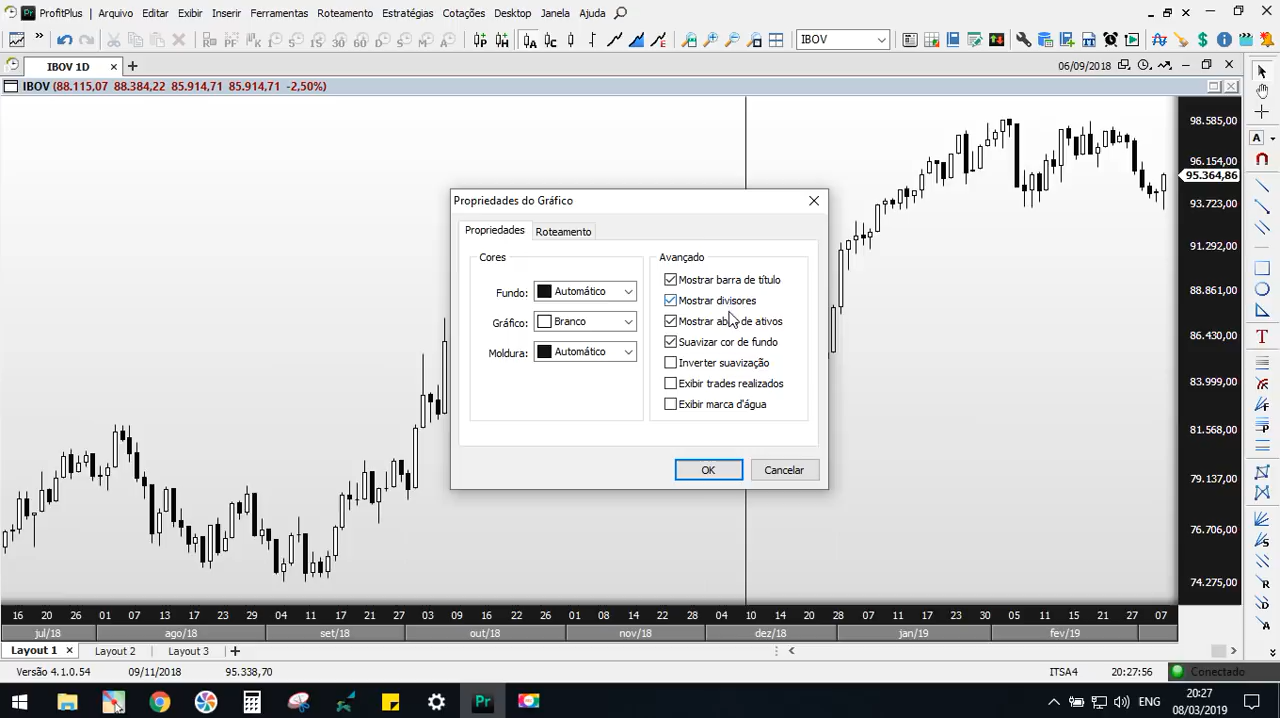 ProfitPlus Arquivo Editar Exibir Inserir Ferramentas Roteamento Estratégias Cotações Desktop Janela Ajuda
IBOV
IBOV 1D
06/09/2018
IBOV (88.115,07 88.384,22 85.914,71 85.914,71 -2,50%)
98.585,00
96.154,00
95.364,86
93.723,00
91.292,00
88.861,00
86.430,00
83.999,00
81.568,00
79.137,00
76.706,00
74.275,00
Propriedades do Gráfico
Propriedades Roteamento
Cores
Fundo: Automático
Gráfico: Branco
Moldura: Automático
Avançado
Mostrar barra de título
Mostrar divisores
Mostrar de ativos
Suavizar cor de fundo
Inverter suavização
Exibir trades realizados
Exibir marca d'água
OK Cancelar
16 20 26 01 07 13 17 23 29 04 11 17 21 27 03 09 16 22 26 01 08 14 22 28 04 10 14 20 28 07 11 17 23 30 05 11 15 21 27 07
jul/18 ago/18 set/18 out/18 nov/18 dez/18 jan/19 fev/19
Layout 1 Layout 2 Layout 3
Versão 4.1.0.54 09/11/2018 95.338,70 ITSA4 20:27:56 Conectado
Pr ENG 20:27
08/03/2019